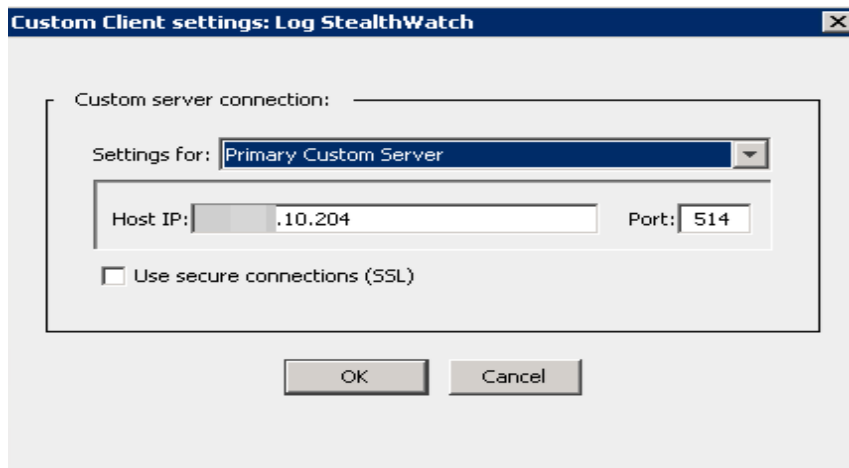 Custom Client settings: Log StealthWatch
Custom server connection:
Settings for: Primary Custom Server
Host IP: .10.204 Port: 514
Use secure connections (SSL)
OK Cancel